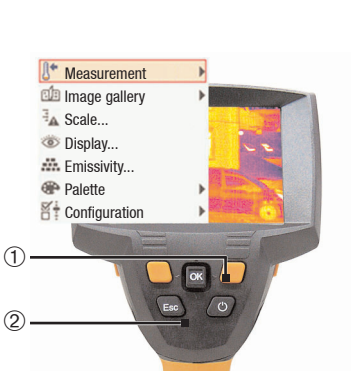 Measurement
Image gallery
Scale...
Display...
Emissivity...
Palette
Configuration
1
OK
Esc
2